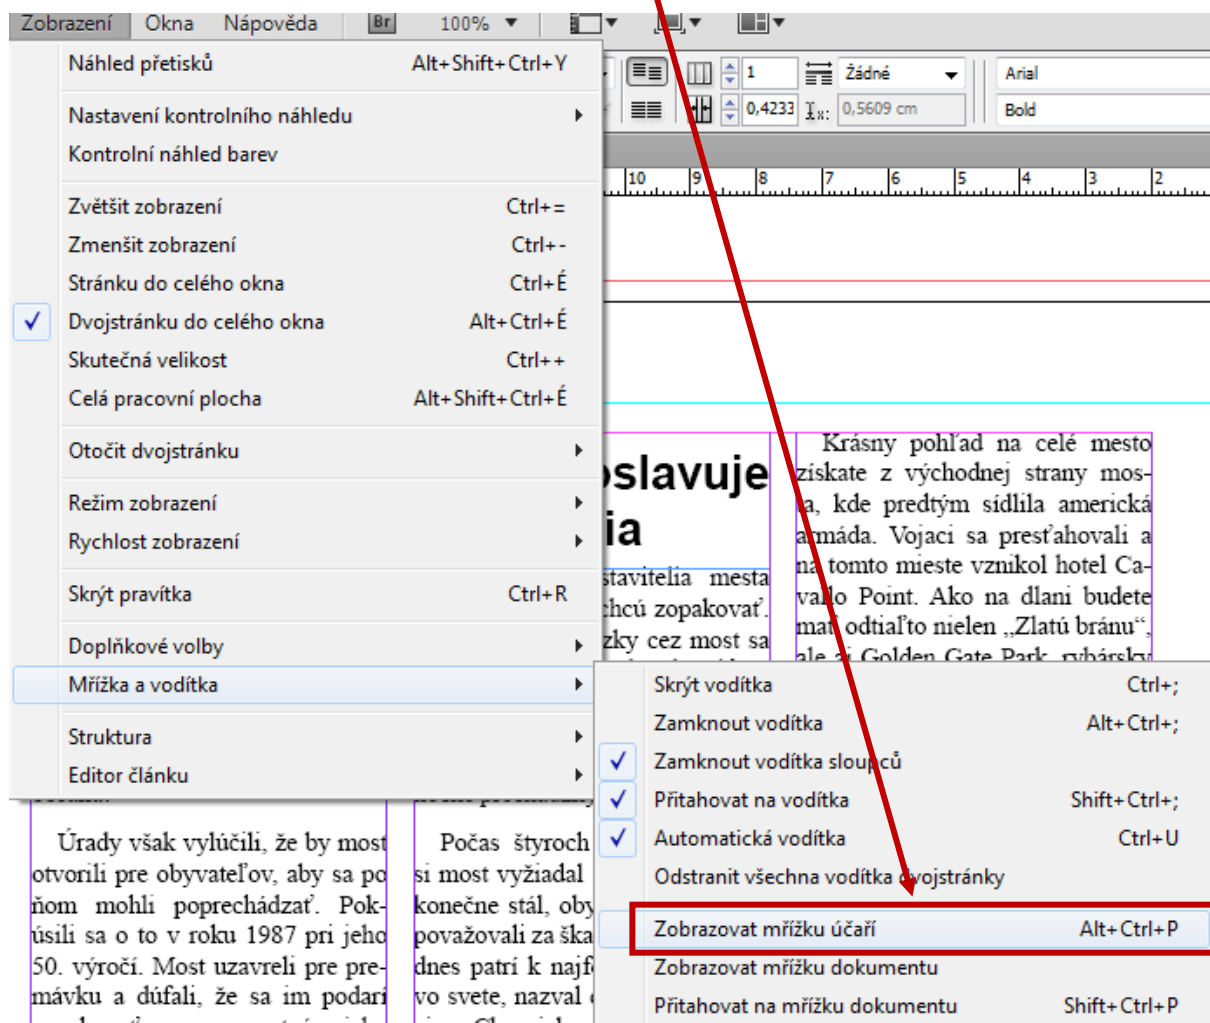 Zobrazení Okna Nápověda Br 100%
Náhled přetisků Alt+Shift+Ctrl+Y
Nastavení kontrolního náhledu
Kontrolní náhled barev
Zvětšit zobrazení Ctrl+=
Zmenšit zobrazení Ctrl+-
Stránku do celého okna Ctrl+É
Dvojstránku do celého okna Alt+Ctrl+É
Skutečná velikost Ctrl++
Celá pracovní plocha Alt+Shift+Ctrl+É
Otočit dvojstránku
Režim zobrazení
Rychlost zobrazení
Skrýt pravítka Ctrl+R
Doplňkové volby
Mřížka a vodítka
Struktura
Editor článku
1 Žádné Arial
0,4233 0,5609 cm Bold
10 9 8 7 6 5 4 3 2
oslavuje
ia
stavitelia mesta
chcú zopakovať.
zky cez most sa
Krásny pohľad na celé mesto
získate z východnej strany mos-
ta, kde predtým sídlila americká
armáda. Vojaci sa presťahovali a
na tomto mieste vznikol hotel Ca-
vallo Point. Ako na dlani budete
mať odtiaľto nielen „Zlatú bránu“,
ale aj Golden Gate Park, rybársky
Skrýt vodítka Ctrl+;
Zamknout vodítka Alt+Ctrl+;
Zamknout vodítka sloupců
Přitahovat na vodítka Shift+Ctrl+;
Automatická vodítka Ctrl+U
Odstranit všechna vodítka dvojstránky
Zobrazovat mřížku účaří Alt+Ctrl+P
Zobrazovat mřížku dokumentu
Přitahovat na mřížku dokumentu Shift+Ctrl+P
Úrady však vylúčili, že by most
otvorili pre obyvateľov, aby sa po
ňom mohli poprechádzať. Pok-
úsili sa o to v roku 1987 pri jeho
50. výročí. Most uzavreli pre pre-
mávku a dúfali, že sa im podarí
Počas štyroch
si most vyžiadal
konečne stál, oby
považovali za ška
dnes patrí k najf
vo svete, nazval